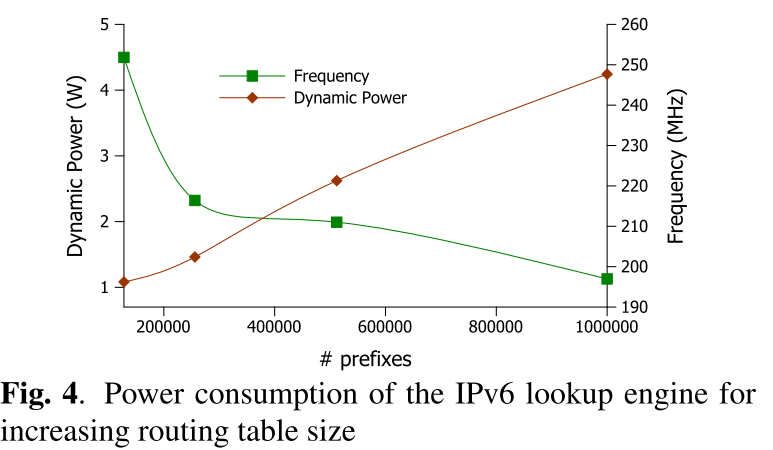 5
4
3
2
1
Dynamic Power (W)
Frequency
Dynamic Power
260
250
240
230
220
210
200
190
Frequency (MHz)
200000 400000 600000 800000 1000000
# prefixes
Fig. 4. Power consumption of the IPv6 lookup engine for
increasing routing table size